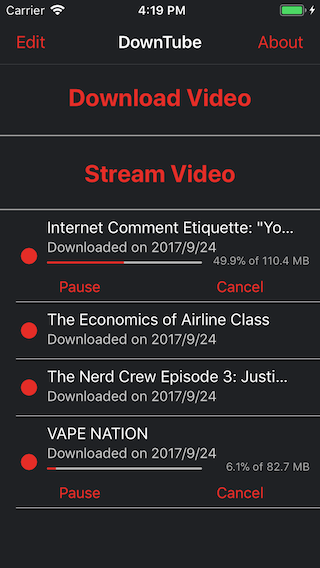 Carrier 4:19 PM
Edit DownTube About
Download Video
Stream Video
Internet Comment Etiquette: "Yo...
Downloaded on 2017/9/24
49.9% of 110.4 MB
Pause Cancel
The Economics of Airline Class
Downloaded on 2017/9/24
The Nerd Crew Episode 3: Justi...
Downloaded on 2017/9/24
VAPE NATION
Downloaded on 2017/9/24
6.1% of 82.7 MB
Pause Cancel